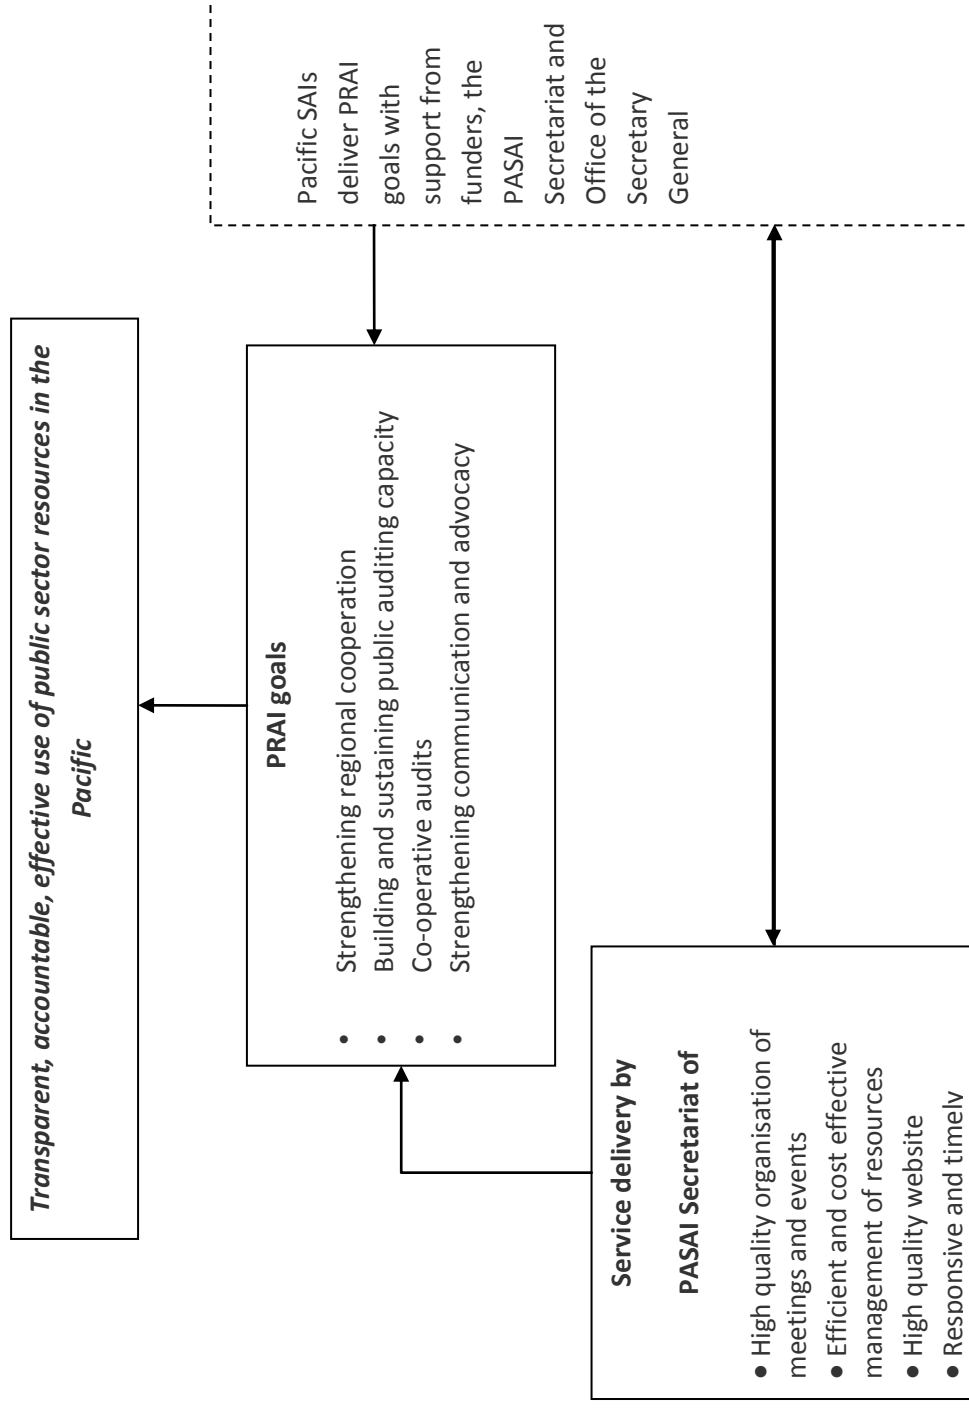 Transparent, accountable, effective use of public sector resources in the
Pacific
PRAI goals
• Strengthening regional cooperation
• Building and sustaining public auditing capacity
• Co-operative audits
• Strengthening communication and advocacy
Pacific SAIs
deliver PRAI
goals with
support from
funders, the
PASAI
Secretariat and
Office of the
Secretary
General
Service delivery by
PASAI Secretariat of
• High quality organisation of
meetings and events
• Efficient and cost effective
management of resources
• High quality website
• Responsive and timely